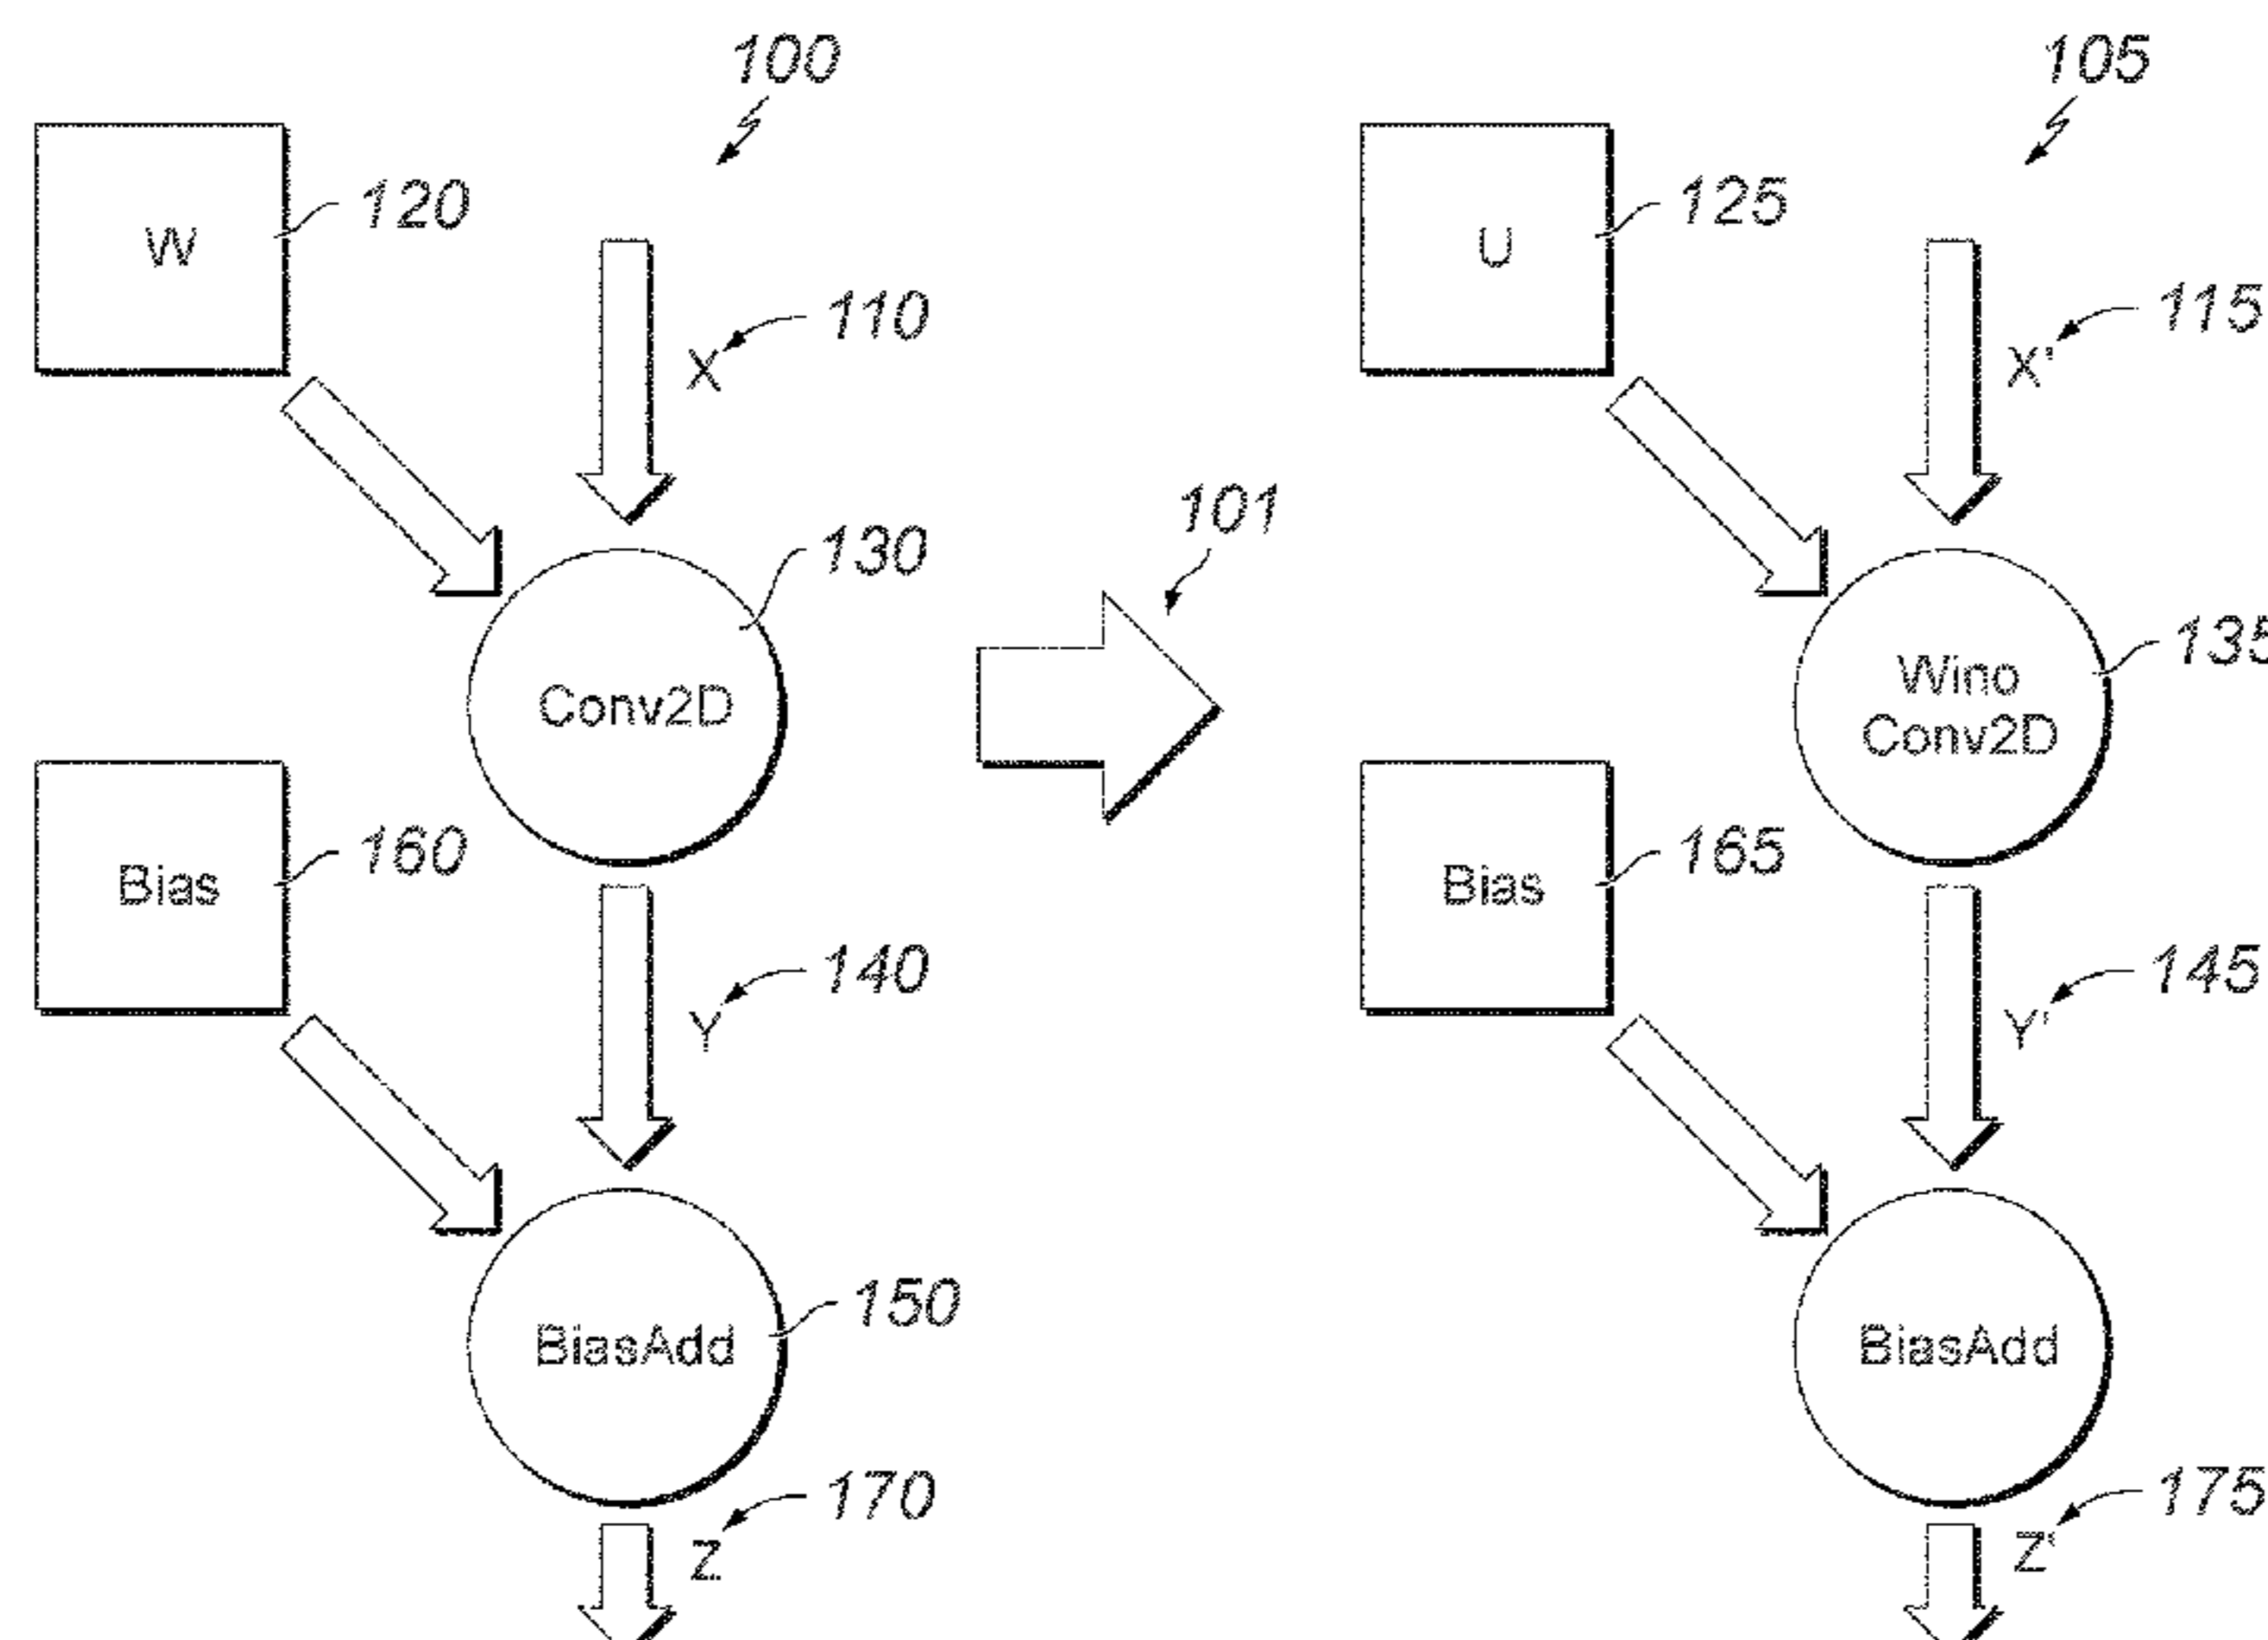 100
105
W
120
U
125
X
110
X'
115
101
130
Conv2D
135
Wino
Conv2D
Bias
160
Bias
165
Y
140
Y'
145
BiasAdd
150
BiasAdd
Z
170
Z'
175